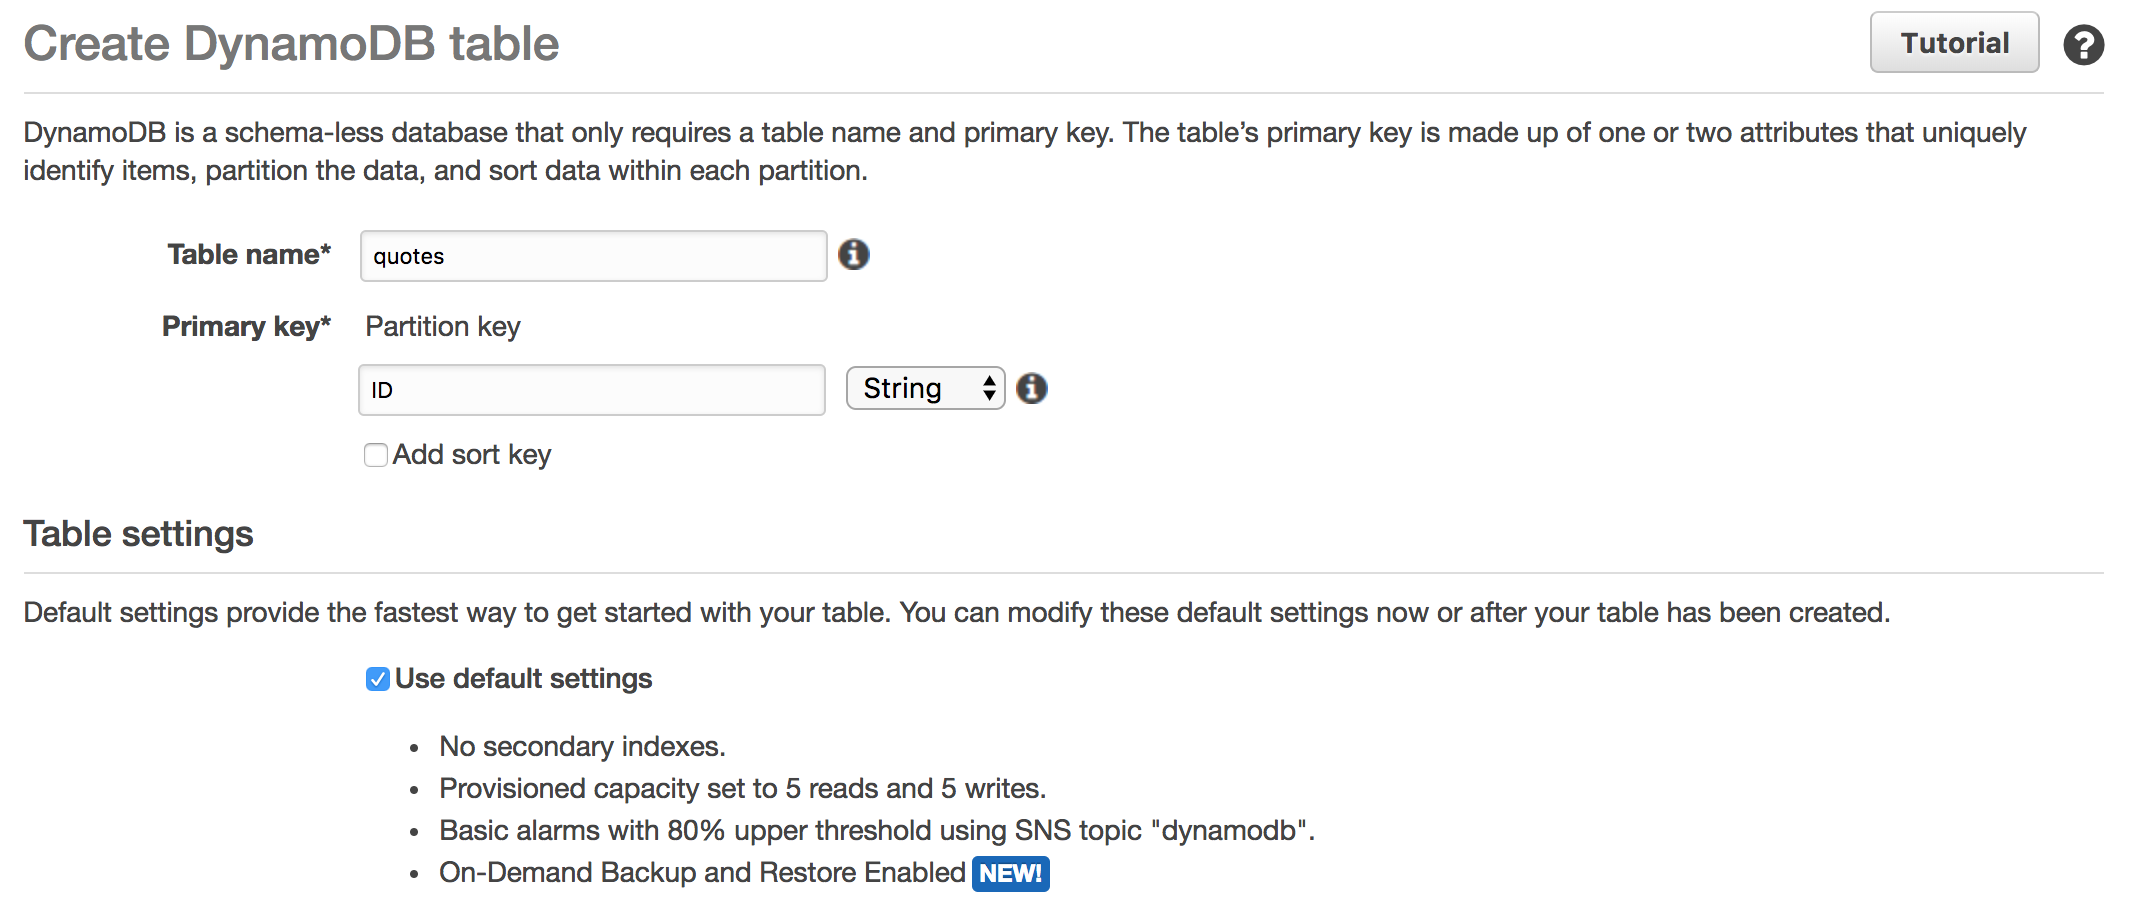 Create DynamoDB table
Tutorial
DynamoDB is a schema-less database that only requires a table name and primary key. The table’s primary key is made up of one or two attributes that uniquely
identify items, partition the data, and sort data within each partition.
Table name* quotes
Primary key* Partition key
ID String
Add sort key
Table settings
Default settings provide the fastest way to get started with your table. You can modify these default settings now or after your table has been created.
Use default settings
• No secondary indexes.
• Provisioned capacity set to 5 reads and 5 writes.
• Basic alarms with 80% upper threshold using SNS topic "dynamodb".
• On-Demand Backup and Restore Enabled NEW!